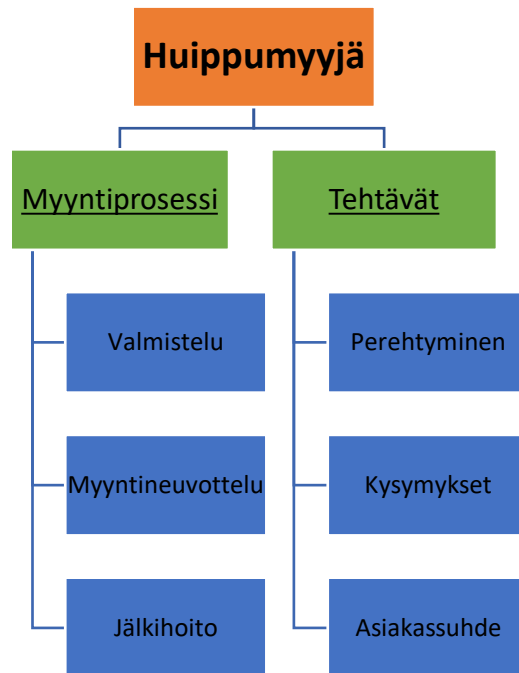 Huippumyyjä
Myyntiprosessi
Valmistelu
Myyntineuvottelu
Jälkihoito
Tehtävät
Perehtyminen
Kysymykset
Asiakassuhde